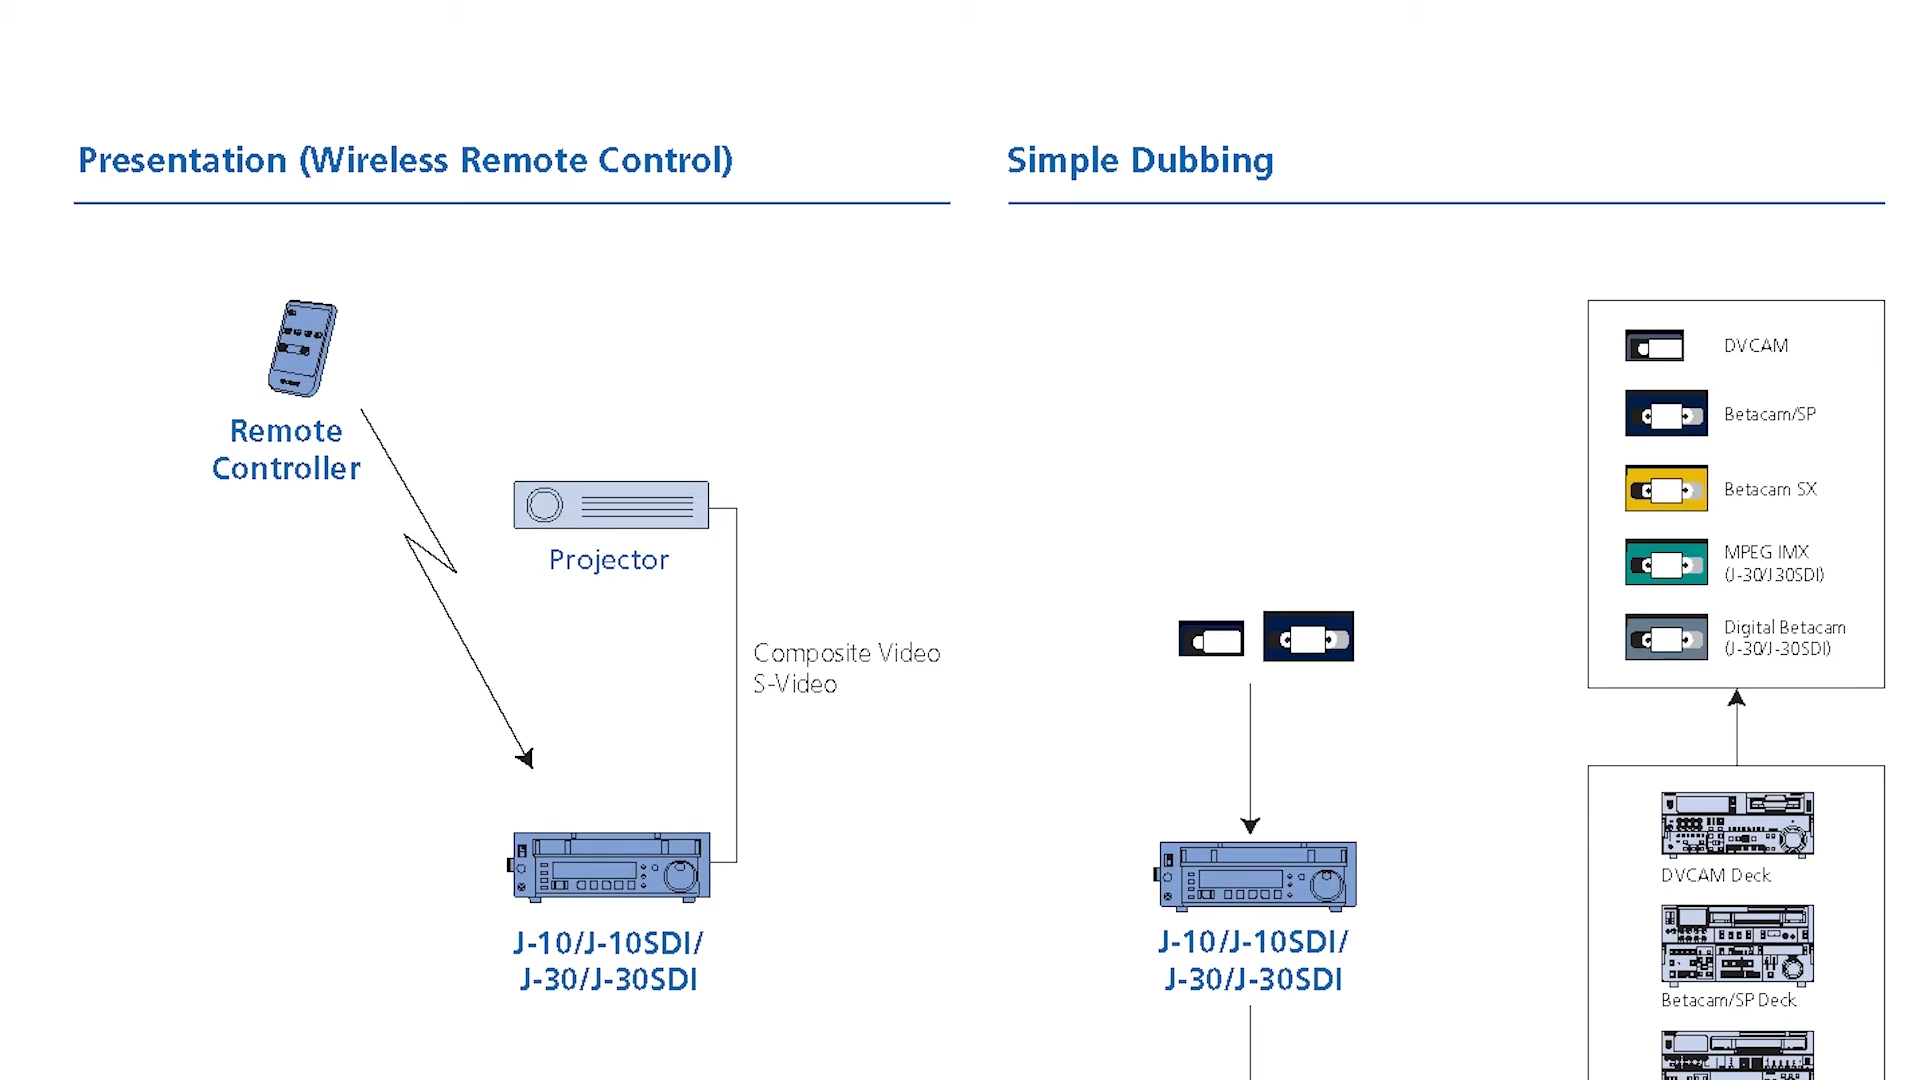 Presentation (Wireless Remote Control)
Remote
Controller
Projector
Composite Video
S-Video
J-10/J-10SDI/
J-30/J-30SDI
Simple Dubbing
J-10/J-10SDI/
J-30/J-30SDI
DVCAM
Betacam/SP
Betacam SX
MPEG IMX
(J-30/J30SDI)
Digital Betacam
(J-30/J-30SDI)
DVCAM Deck
Betacam/SP Deck